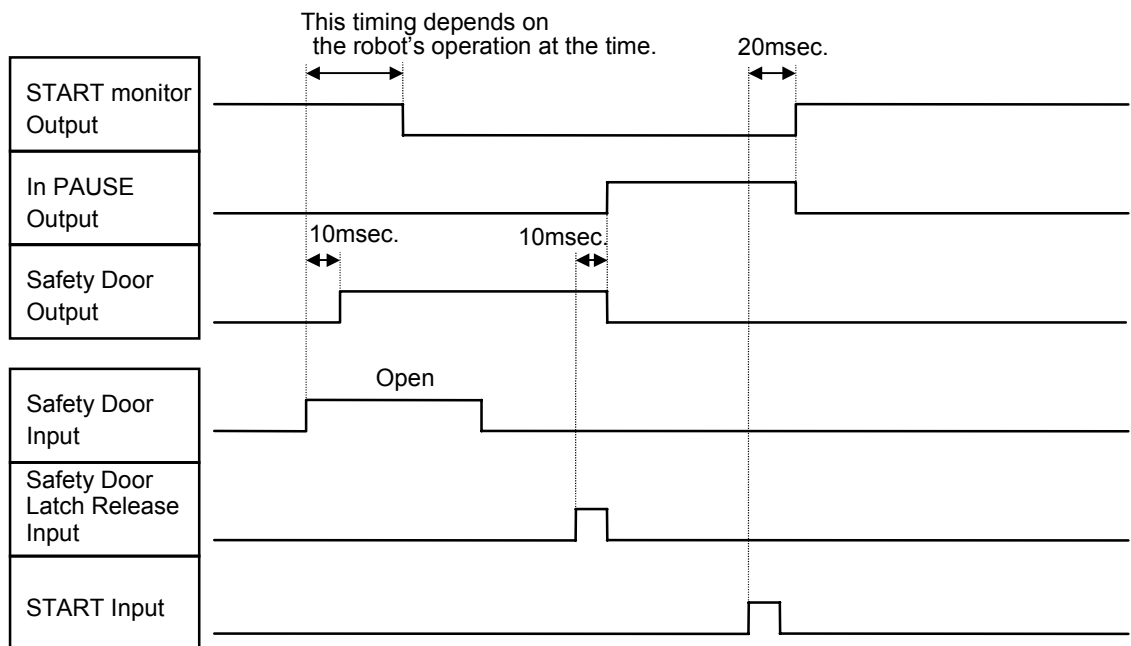 This timing depends on
the robot's operation at the time.
20msec.
START monitor
Output
In PAUSE
Output
10msec.
10msec.
Safety Door
Output
Open
Safety Door
Input
Safety Door
Latch Release
Input
START Input